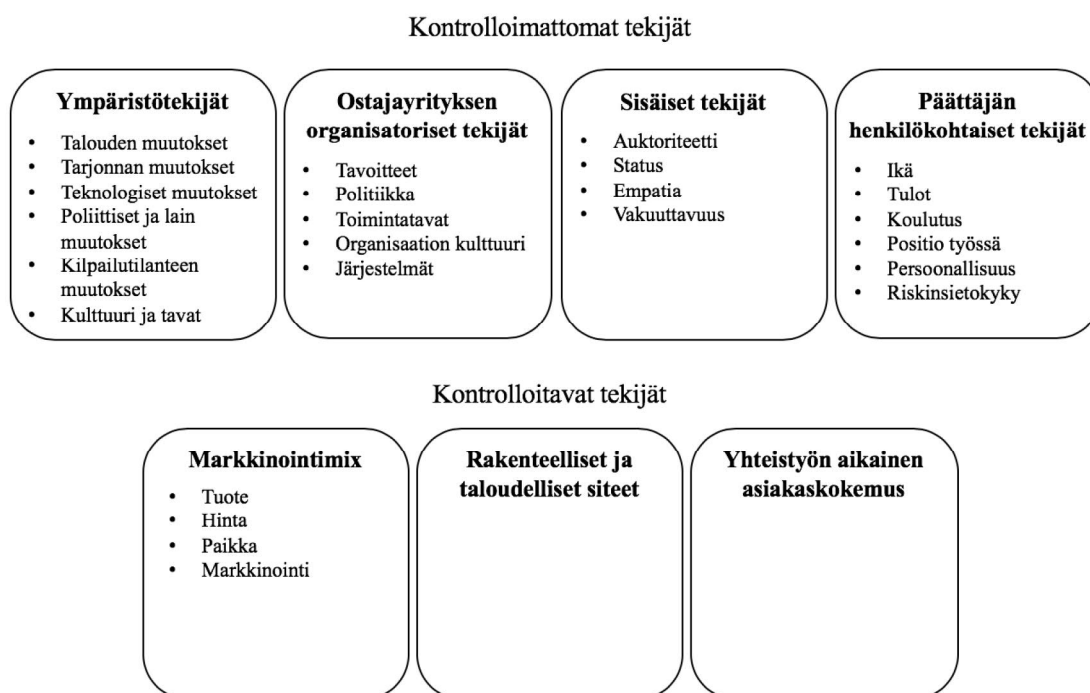 Kontrolloimattomat tekijät
Ympäristötekijät
• Talouden muutokset
• Tarjonnan muutokset
• Teknologiset muutokset
• Poliittiset ja lain
muutokset
• Kilpailutilanteen
muutokset
• Kulttuuri ja tavat
Ostajayrityksen
organisatoriset tekijät
• Tavoitteet
• Politiikka
• Toimintatavat
• Organisaation kulttuuri
• Järjestelmät
Sisäiset tekijät
• Auktoriteetti
• Status
• Empatia
• Vakuuttavuus
Päättäjän
henkilökohtaiset tekijät
• Ikä
• Tulot
• Koulutus
• Positio työssä
• Persoonallisuus
• Riskinsietokyky
Kontrolloitavat tekijät
Markkinointimix
• Tuote
• Hinta
• Paikka
• Markkinointi
Rakenteelliset ja
taloudelliset siteet
Yhteistyön aikainen
asiakaskokemus